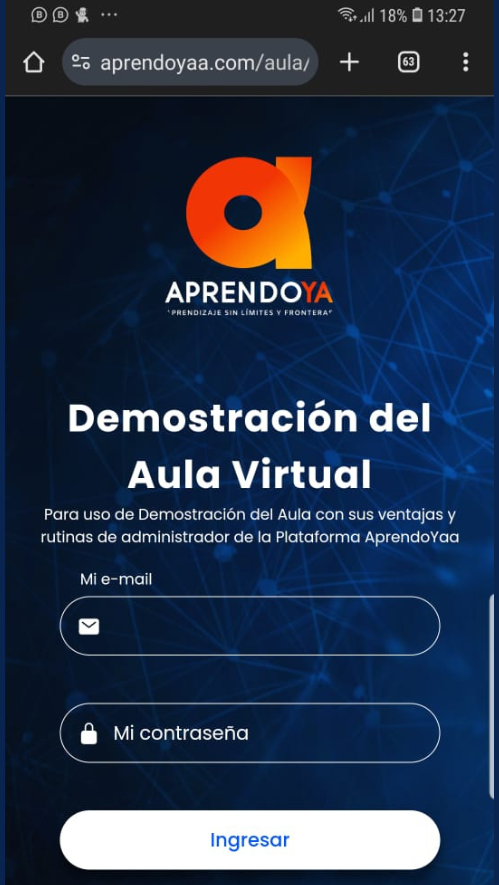 18% 13:27
aprendoyaa.com/aula/
63
APRENDOYA
PRENDIZAJE SIN LÍMITES Y FRONTERA
Demostración del
Aula Virtual
Para uso de Demostración del Aula con sus ventajas y
rutinas de administrador de la Plataforma AprendoYaa
Mi e-mail
Mi contraseña
Ingresar